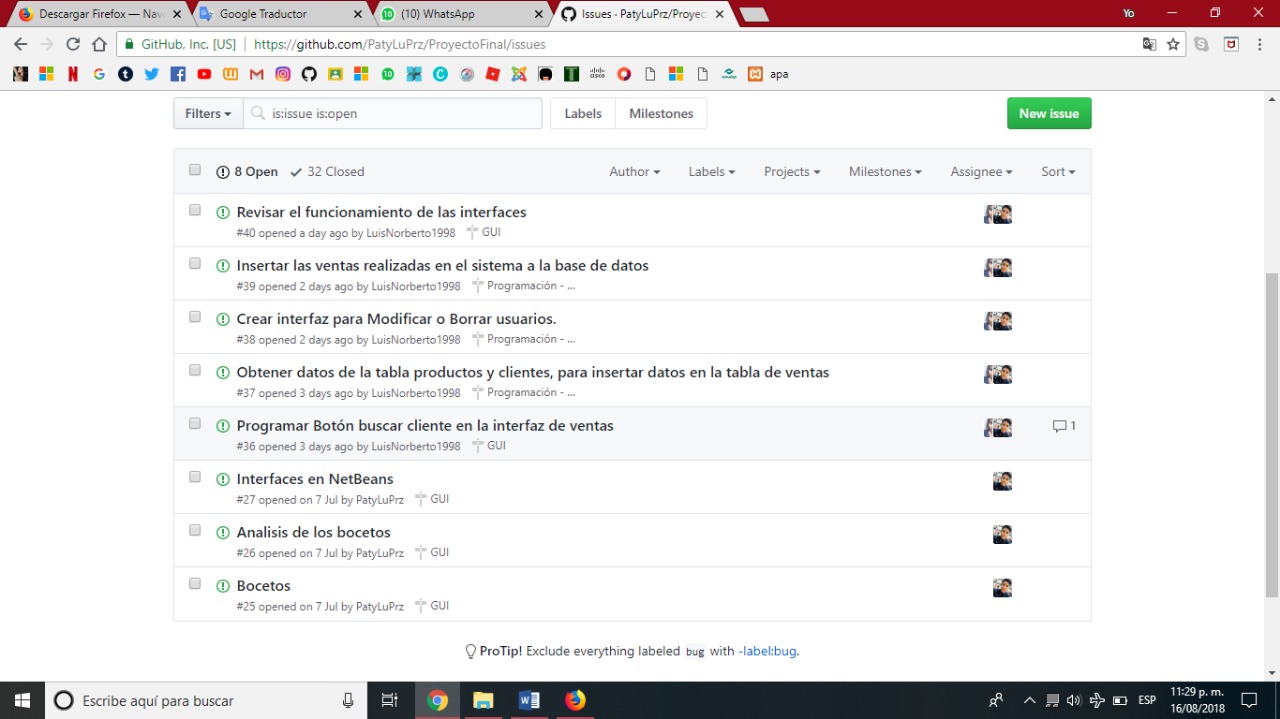 Descargar Firefox — Nave
Google Traductor
(10) WhatsApp
Issues - PatyLuPrz/Proyec
Yo
GitHub, Inc. [US]
https://github.com/PatyLuPrz/ProyectoFinal/issues
apa
Filters
is:issue is:open
Labels
Milestones
New issue
8 Open
32 Closed
Author
Labels
Projects
Milestones
Assignee
Sort
Revisar el funcionamiento de las interfaces
#40 opened a day ago by LuisNorberto1998 GUI
Insertar las ventas realizadas en el sistema a la base de datos
#39 opened 2 days ago by LuisNorberto1998 Programación - ...
Crear interfaz para Modificar o Borrar usuarios.
#38 opened 2 days ago by LuisNorberto1998 Programación - ...
Obtener datos de la tabla productos y clientes, para insertar datos en la tabla de ventas
#37 opened 3 days ago by LuisNorberto1998 Programación - ...
Programar Botón buscar cliente en la interfaz de ventas
1
#36 opened 3 days ago by LuisNorberto1998 GUI
Interfaces en NetBeans
#27 opened on 7 Jul by PatyLuPrz GUI
Analisis de los bocetos
#26 opened on 7 Jul by PatyLuPrz GUI
Bocetos
#25 opened on 7 Jul by PatyLuPrz GUI
ProTip! Exclude everything labeled bug with -label:bug.
Escribe aquí para buscar
ESP
11:29 p. m.
16/08/2018